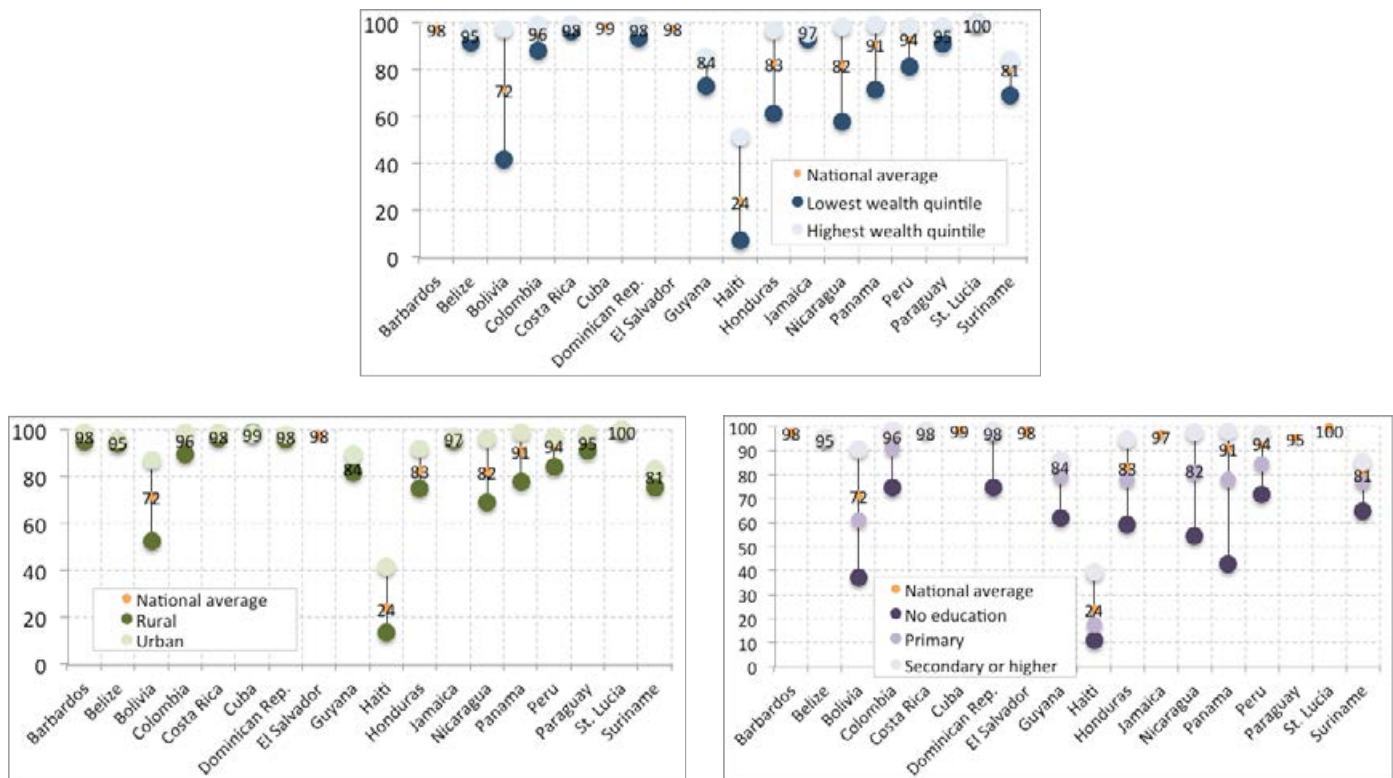 100
80
60
40
20
0
98
95
72
96
98
99
98
98
84
24
83
97
82
91
94
95
100
81
National average
Lowest wealth quintile
Highest wealth quintile
Barbardos
Belize
Bolivia
Colombia
Costa Rica
Cuba
Dominican Rep.
El Salvador
Guyana
Haiti
Honduras
Jamaica
Nicaragua
Panama
Peru
Paraguay
St. Lucia
Suriname
100
80
60
40
20
0
98
95
72
96
98
99
98
98
84
24
83
97
82
91
94
95
100
81
National average
Rural
Urban
Barbardos
Belize
Bolivia
Colombia
Costa Rica
Cuba
Dominican Rep.
El Salvador
Guyana
Haiti
Honduras
Jamaica
Nicaragua
Panama
Peru
Paraguay
St. Lucia
Suriname
100
90
80
70
60
50
40
30
20
10
0
98
95
72
96
98
99
98
98
84
24
83
97
82
91
94
95
100
81
National average
No education
Primary
Secondary or higher
Barbardos
Belize
Bolivia
Colombia
Costa Rica
Cuba
Dominican Rep.
El Salvador
Guyana
Haiti
Honduras
Jamaica
Nicaragua
Panama
Peru
Paraguay
St. Lucia
Suriname